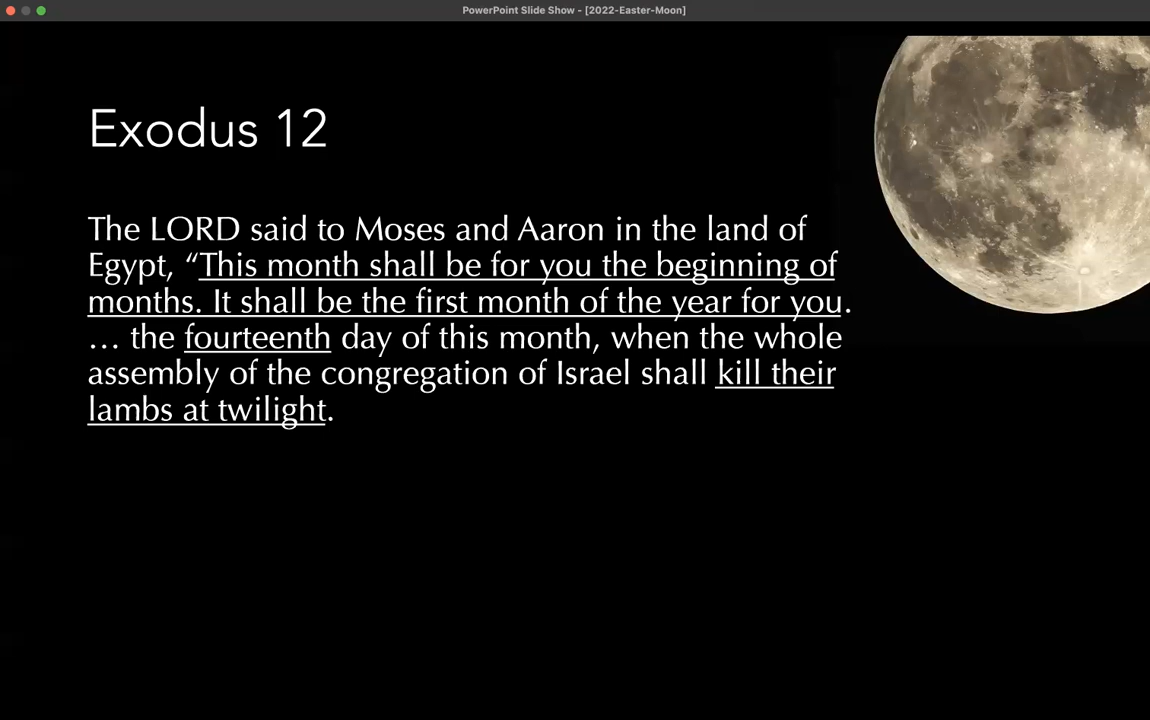 PowerPoint Slide Show - [2022-Easter-Moon]
Exodus 12
The LORD said to Moses and Aaron in the land of
Egypt, “This month shall be for you the beginning of
months. It shall be the first month of the year for you.
… the fourteenth day of this month, when the whole
assembly of the congregation of Israel shall kill their
lambs at twilight.